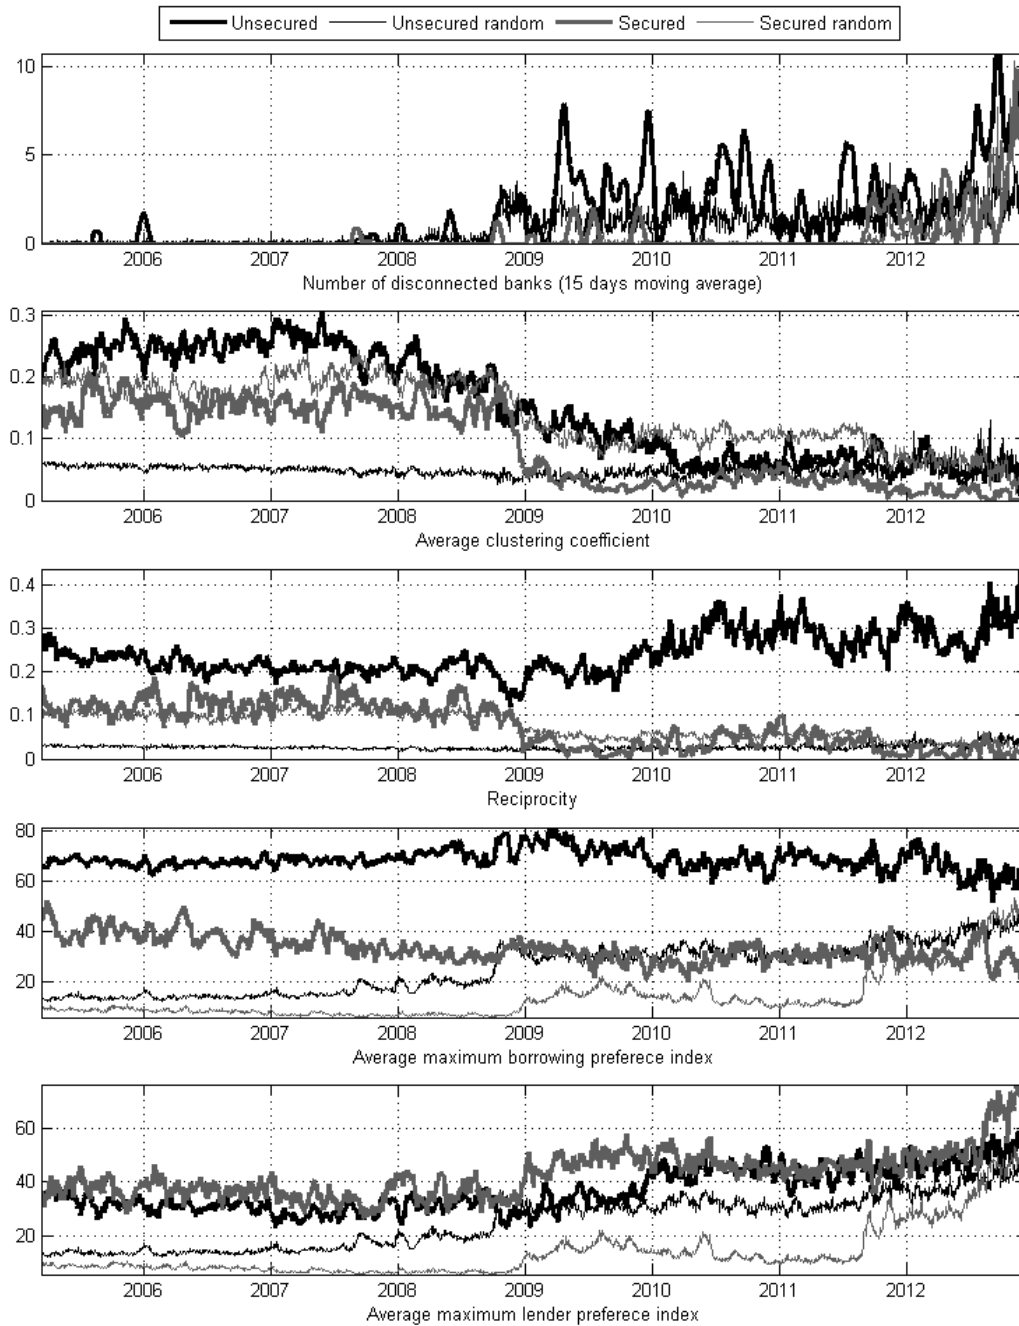 Unsecured Unsecured random Secured Secured random
10
5
0
2006 2007 2008 2009 2010 2011 2012
Number of disconnected banks (15 days moving average)
0.3
0.2
0.1
0
2006 2007 2008 2009 2010 2011 2012
Average clustering coefficient
0.4
0.3
0.2
0.1
0
2006 2007 2008 2009 2010 2011 2012
Reciprocity
80
60
40
20
2006 2007 2008 2009 2010 2011 2012
Average maximum borrowing preferece index
60
40
20
2006 2007 2008 2009 2010 2011 2012
Average maximum lender preferece index